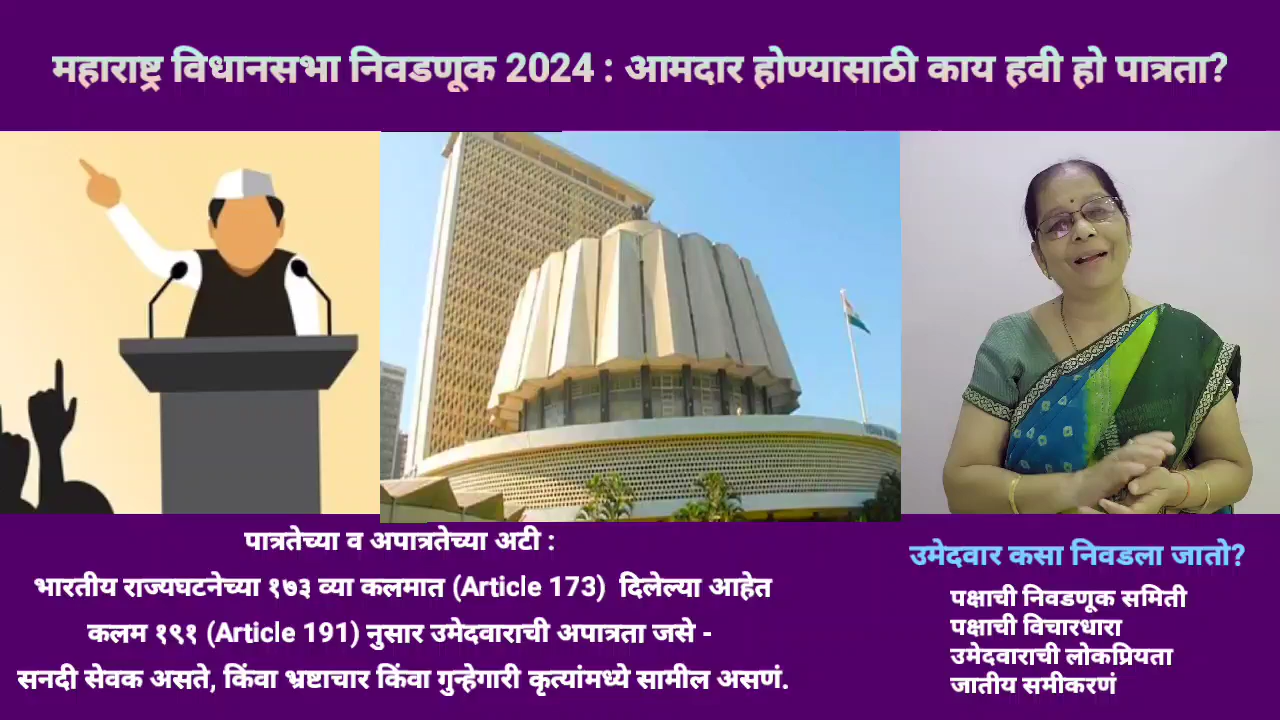 महाराष्ट्र विधानसभा निवडणूक 2024 : आमदार होण्यासाठी काय हवी हो पात्रता?
पात्रतेच्या व अपात्रतेच्या अटी :
भारतीय राज्यघटनेच्या १७३ व्या कलमात (Article 173) दिलेल्या आहेत
कलम १९१ (Article 191) नुसार उमेदवाराची अपात्रता जसे -
सनदी सेवक असते, किंवा भ्रष्टाचार किंवा गुन्हेगारी कृत्यांमध्ये सामील असणं.
उमेदवार कसा निवडला जातो?
पक्षाची निवडणूक समिती
पक्षाची विचारधारा
उमेदवाराची लोकप्रियता
जातीय समीकरणं